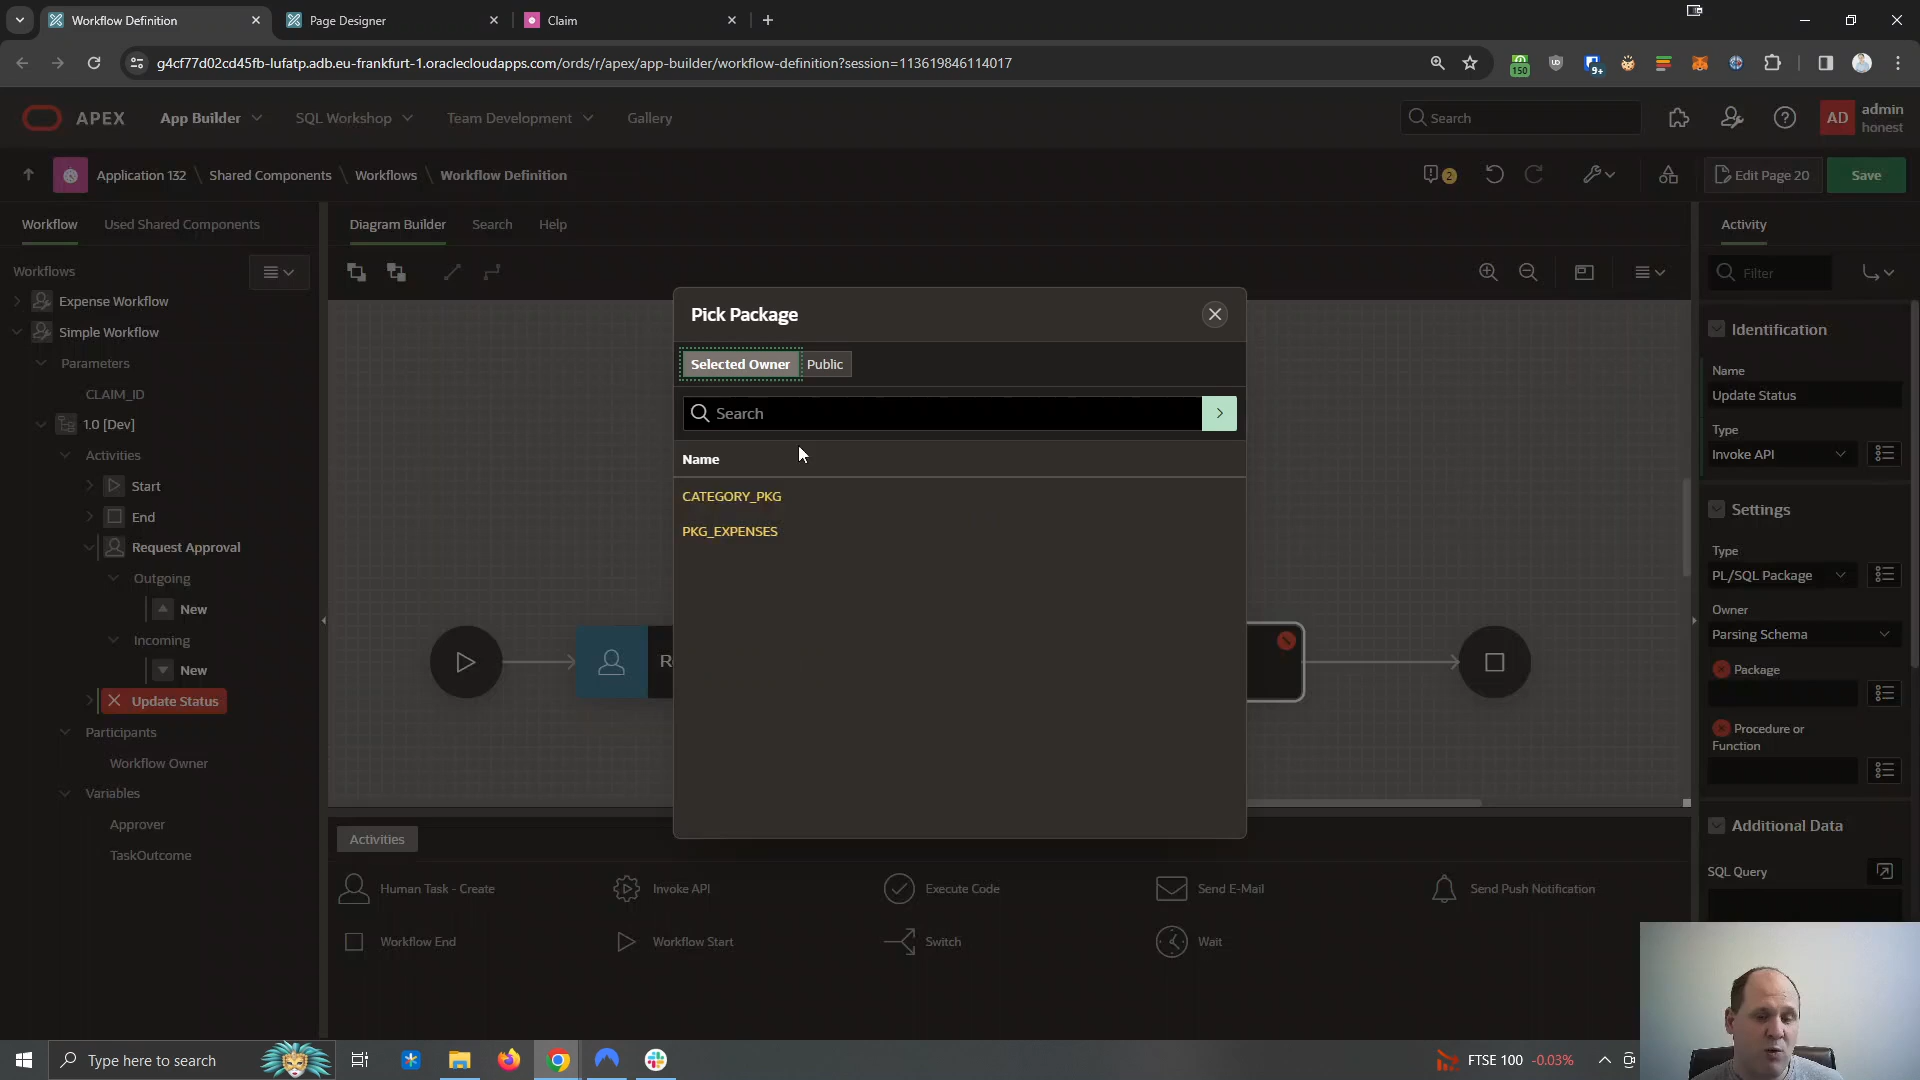 Workflow Definition
Page Designer
Claim
g4cf77d02cd45fb-lufatp.adb.eu-frankfurt-1.oraclecloudapps.com/ords/r/apex/app-builder/workflow-definition?session=113619846114017
150
9+
APEX
App Builder
SQL Workshop
Team Development
Gallery
Search
AD
admin
honest
Application 132 \ Shared Components \ Workflows \ Workflow Definition
2
Edit Page 20
Save
Workflow
Used Shared Components
Diagram Builder
Search
Help
Activity
Workflows
Filter
Expense Workflow
Simple Workflow
Parameters
CLAIM_ID
1.0 [Dev]
Activities
Start
End
Request Approval
Outgoing
New
Incoming
New
Update Status
Participants
Workflow Owner
Variables
Approver
TaskOutcome
Pick Package
Selected Owner
Public
Search
Name
CATEGORY_PKG
PKG_EXPENSES
Identification
Name
Update Status
Type
Invoke API
Settings
Type
PL/SQL Package
Owner
Parsing Schema
Package
Procedure or
Function
Additional Data
SQL Query
Activities
Human Task - Create
Invoke API
Execute Code
Send E-Mail
Send Push Notification
Workflow End
Workflow Start
Switch
Wait
Type here to search
FTSE 100 -0.03%